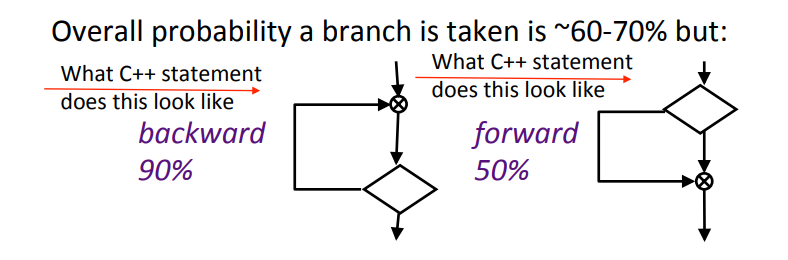 Overall probability a branch is taken is ~60-70% but:
What C++ statement
does this look like
backward
90%
What C++ statement
does this look like
forward
50%